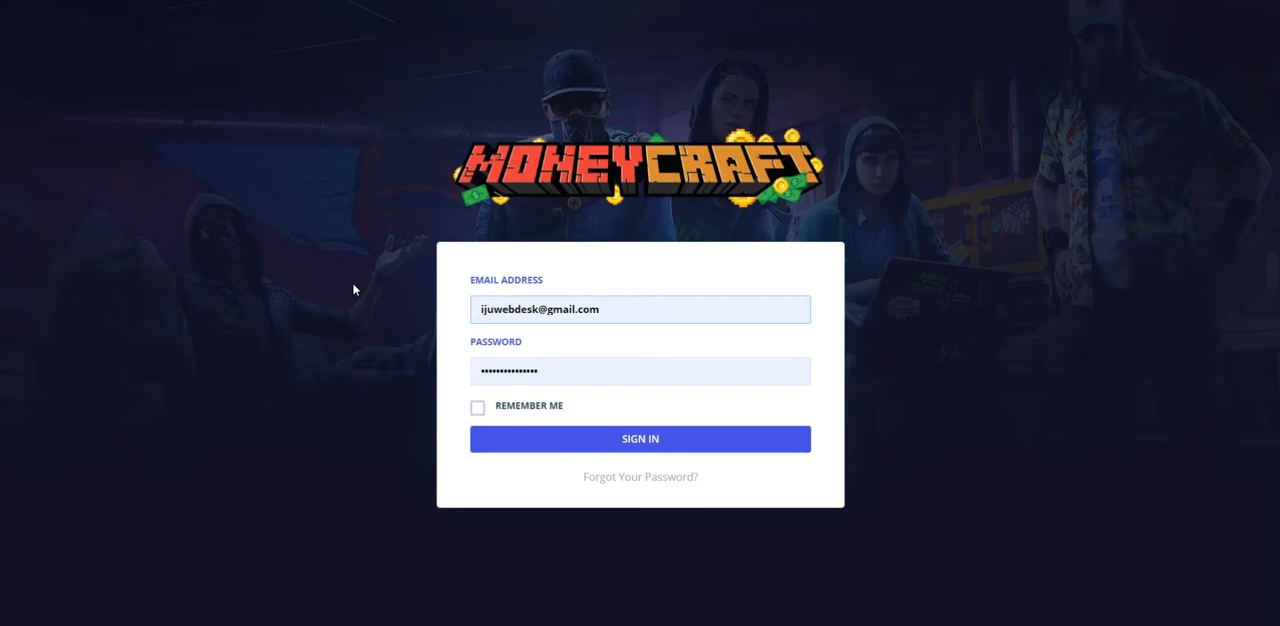 MONEYCRAFT
EMAIL ADDRESS
ijuwebdesk@gmail.com
PASSWORD
•••••••••••••••
REMEMBER ME
SIGN IN
Forgot Your Password?